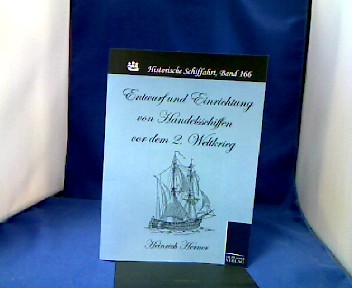 Historische Schiffahrt, Band 166
Entwurf und Einrichtung
von Handelsschiffen
vor dem 2. Weltkrieg
Heinrich Herner